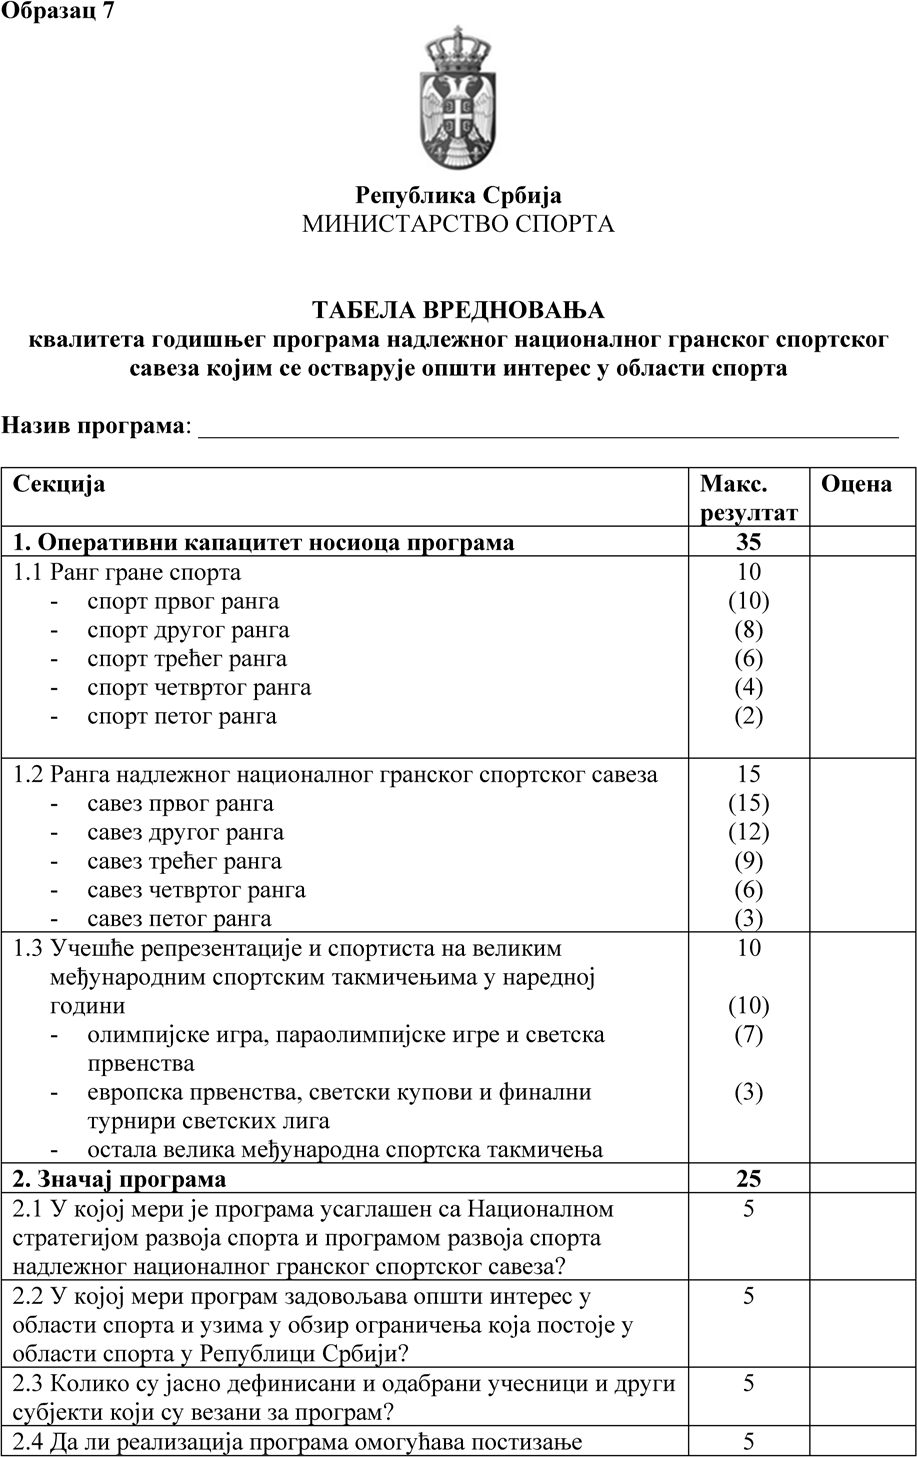 Образац 7
Република Србија
МИНИСТАРСТВО СПОРТА
ТАБЕЛА ВРЕДНОВАЊА
квалитета годишњег програма надлежног националног гранског спортског
савеза којим се остварује општи интерес у области спорта
Назив програма:
Секција Макс. Оцена
резултат
1. Оперативни капацитет носиоца програма 35
1.1 Ранг гране спорта 10
- спорт првог ранга (10)
- спорт другог ранга (8)
- спорт трећег ранга (6)
- спорт четвртог ранга (4)
- спорт петог ранга (2)
1.2 Ранга надлежног националног гранског спортског савеза 15
- савез првог ранга (15)
- савез другог ранга (12)
- савез трећег ранга (9)
- савез четвртог ранга (6)
- савез петог ранга (3)
1.3 Учешће репрезентације и спортиста на великим 10
међународним спортским такмичењима у наредној
години (10)
- олимпијске игра, параолимпијске игре и светска (7)
првенства
- европска првенства, светски купови и финални (3)
турнири светских лига
- остала велика међународна спортска такмичења
2. Значај програма 25
2.1 У којој мери је програма усаглашен са Националном 5
стратегијом развоја спорта и програмом развоја спорта
надлежног националног гранског спортског савеза?
2.2 У којој мери програм задовољава општи интерес у 5
области спорта и узима у обзир ограничења која постоје у
области спорта у Републици Србији?
2.3 Колико су јасно дефинисани и одабрани учесници и други 5
субјекти који су везани за програм?
2.4 Да ли реализација програма омогућава постизање 5